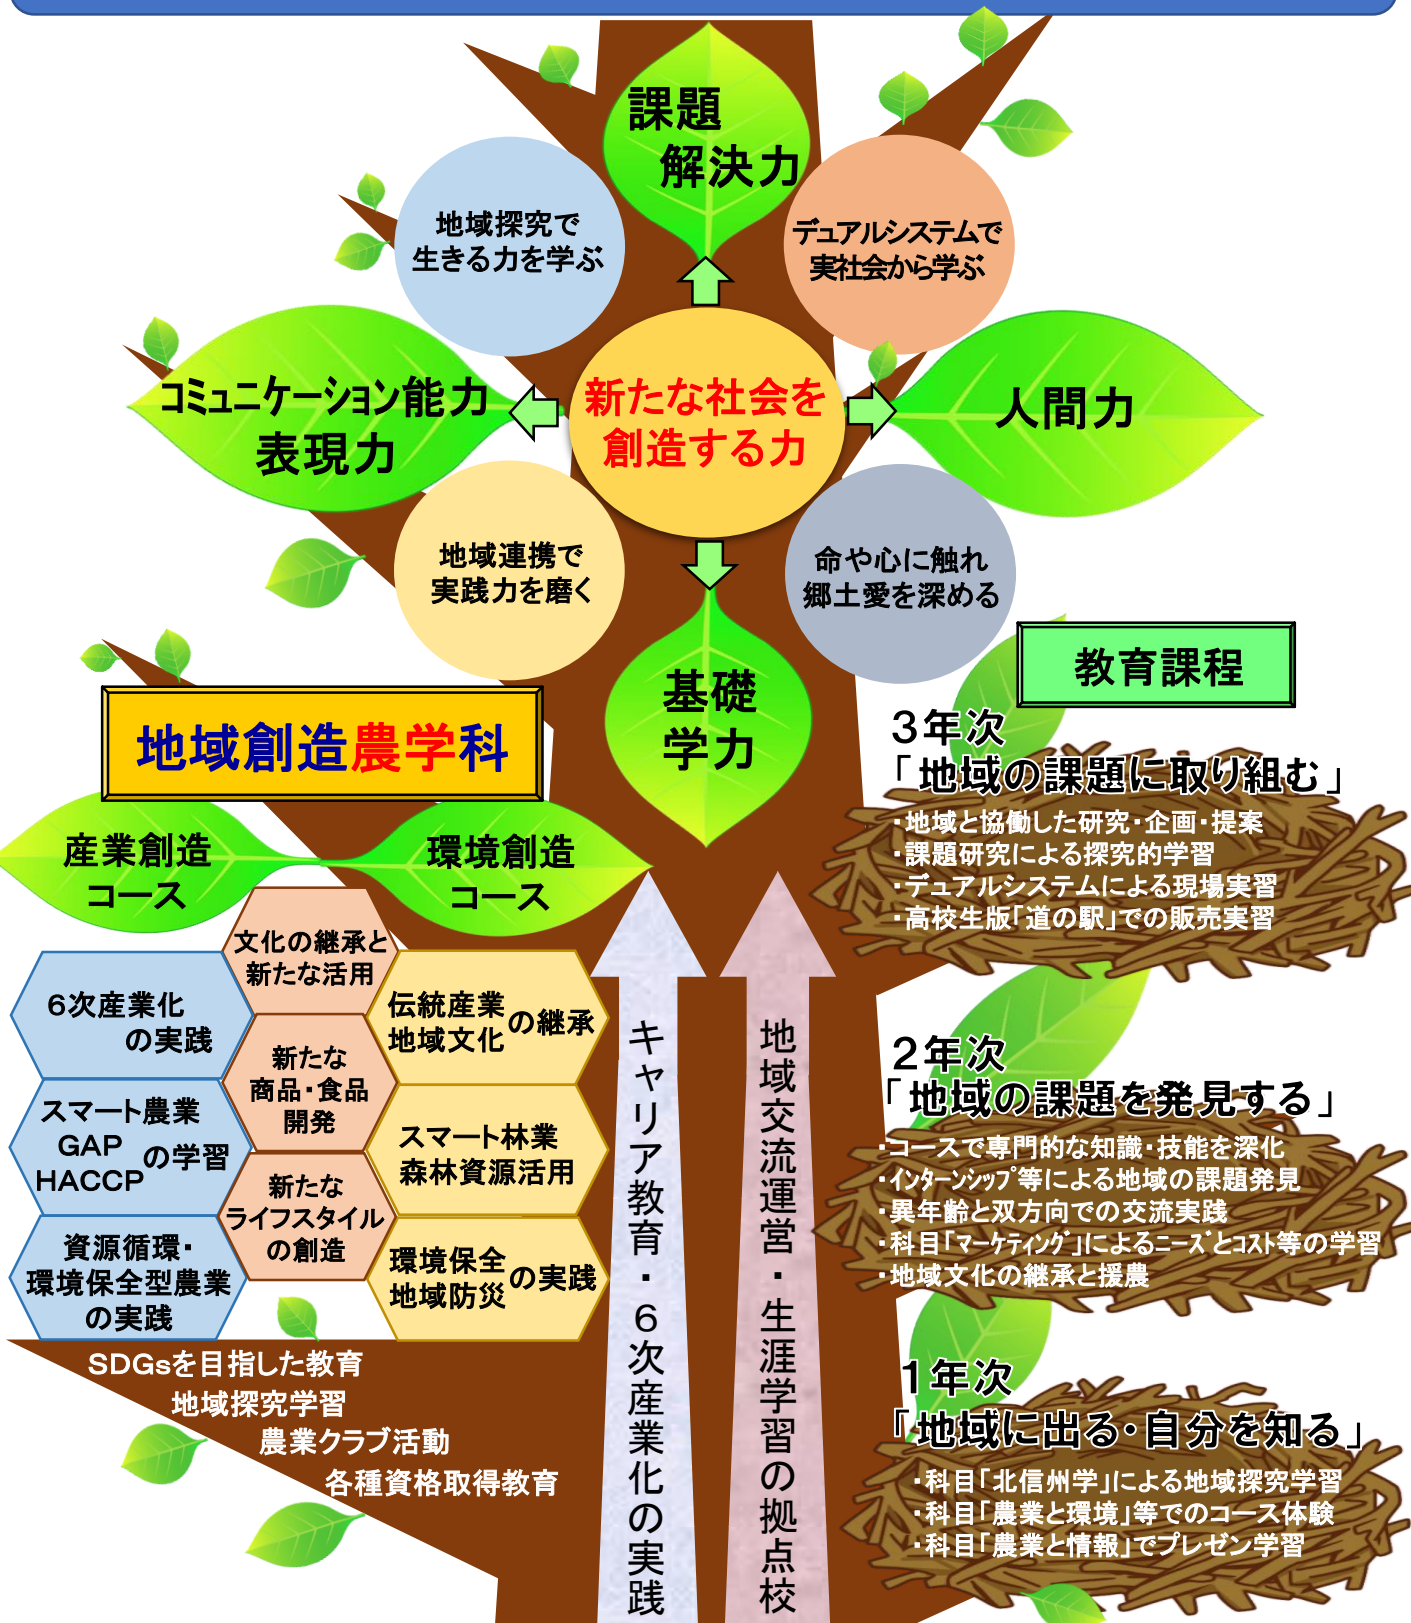 課題
解決力
地域探究で
生きる力を学ぶ
デュアルシステムで
実社会から学ぶ
コミュニケーション能力
表現力
新たな社会を
創造する力
人間力
地域連携で
実践力を磨く
命や心に触れ
郷土愛を深める
基礎
学力
地域創造農学科
産業創造
コース
環境創造
コース
文化の継承と
新たな活用
新たな
商品・食品
開発
新たな
ライフスタイル
の創造
6次産業化
の実践
スマート農業
GAP
HACCP
の学習
資源循環・
環境保全型農業
の実践
伝統産業
地域文化
の継承
スマート林業
森林資源活用
環境保全
地域防災
の実践
SDGsを目指した教育
地域探究学習
農業クラブ活動
各種資格取得教育
キャリア教育・6次産業化の実践
地域交流運営・生涯学習の拠点校
教育課程
3年次
「地域の課題に取り組む」
・地域と協働した研究・企画・提案
・課題研究による探究的学習
・デュアルシステムによる現場実習
・高校生版「道の駅」での販売実習
2年次
「地域の課題を発見する」
・コースで専門的な知識・技能を深化
・インターンシップ等による地域の課題発見
・異年齢と双方向での交流実践
・科目「マーケティング」によるニーズとコスト等の学習
・地域文化の継承と援農
1年次
「地域に出る・自分を知る」
・科目「北信州学」による地域探究学習
・科目「農業と環境」等でのコース体験
・科目「農業と情報」でプレゼン学習